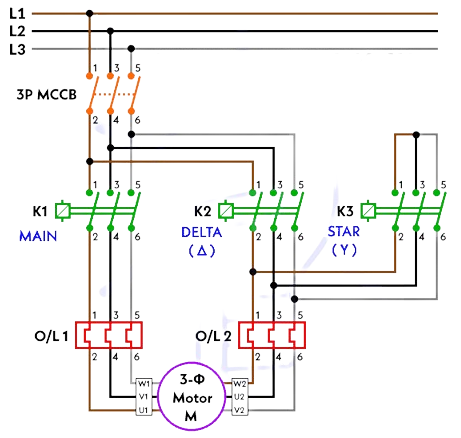 L1
L2
L3
1 3 5
3P MCCB
2 4 6
1 3 5 1 3 5 1 3 5
K1 K2 K3
MAIN DELTA STAR
(Δ) (Y)
2 4 6 2 4 6 2 4 6
1 3 5 1 3 5
O/L 1 O/L 2
2 4 6 2 4 6
W1 3-Φ W2
V1 Motor U2
U1 M V2